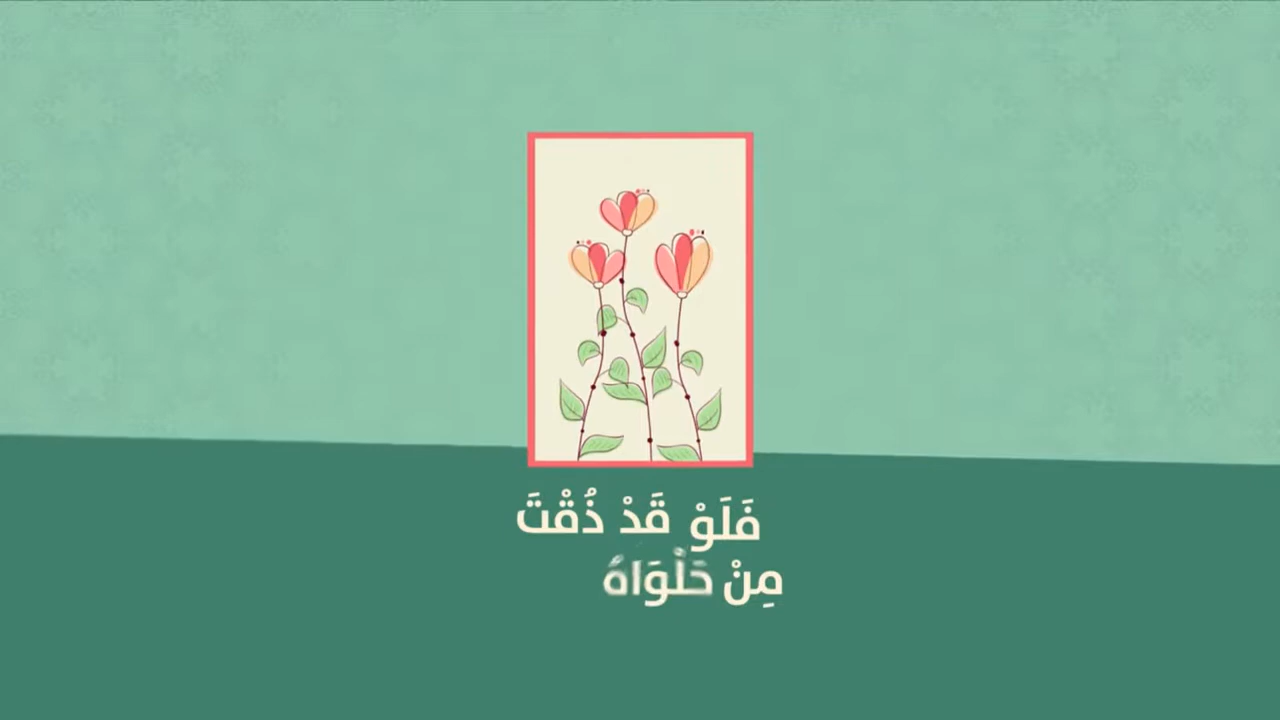 فَلَوْ قَدْ ذُقْتَ
مِنْ حَلْوَاهُ